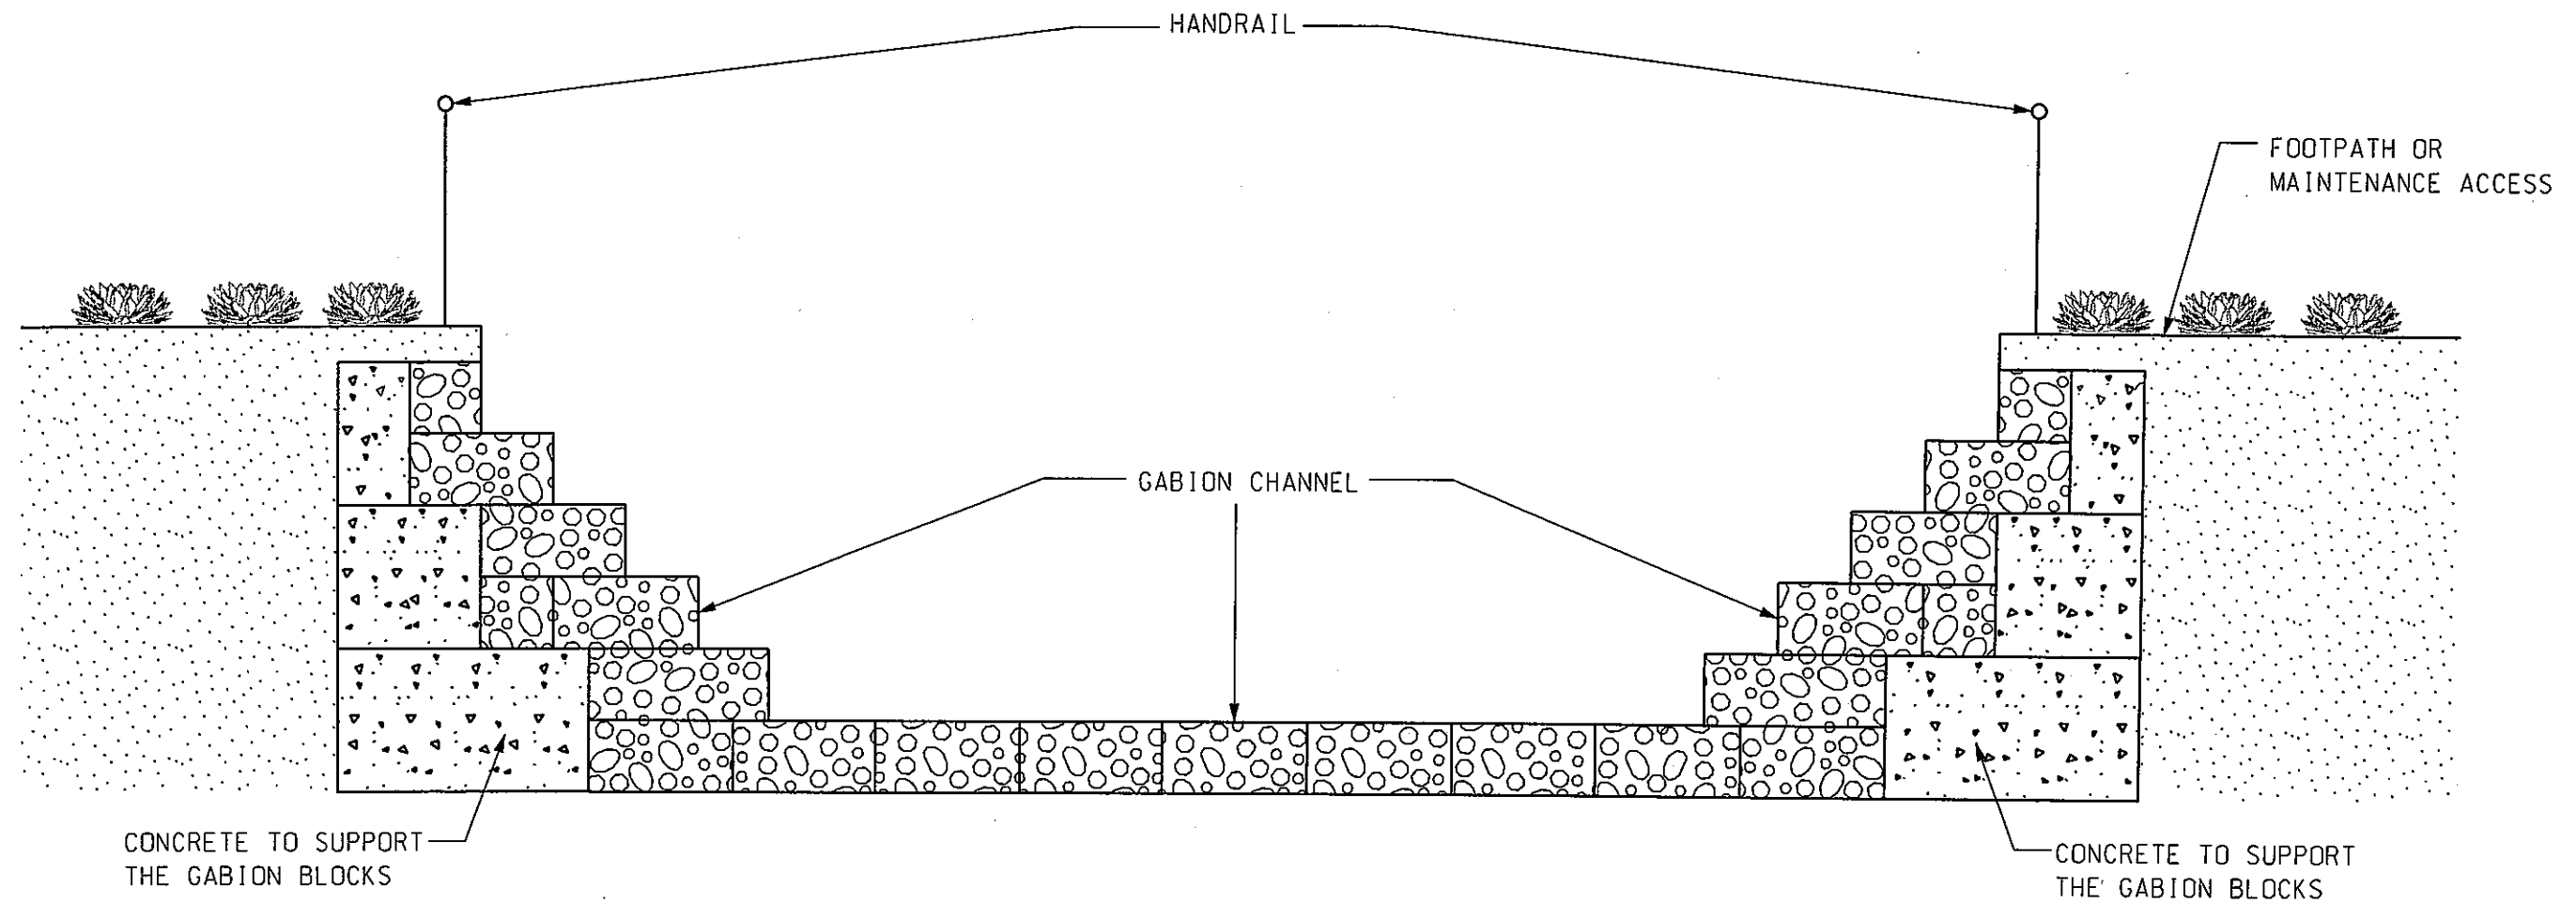 HANDRAIL
FOOTPATH OR
MAINTENANCE ACCESS
GABION CHANNEL
CONCRETE TO SUPPORT
THE GABION BLOCKS
CONCRETE TO SUPPORT
THE GABION BLOCKS